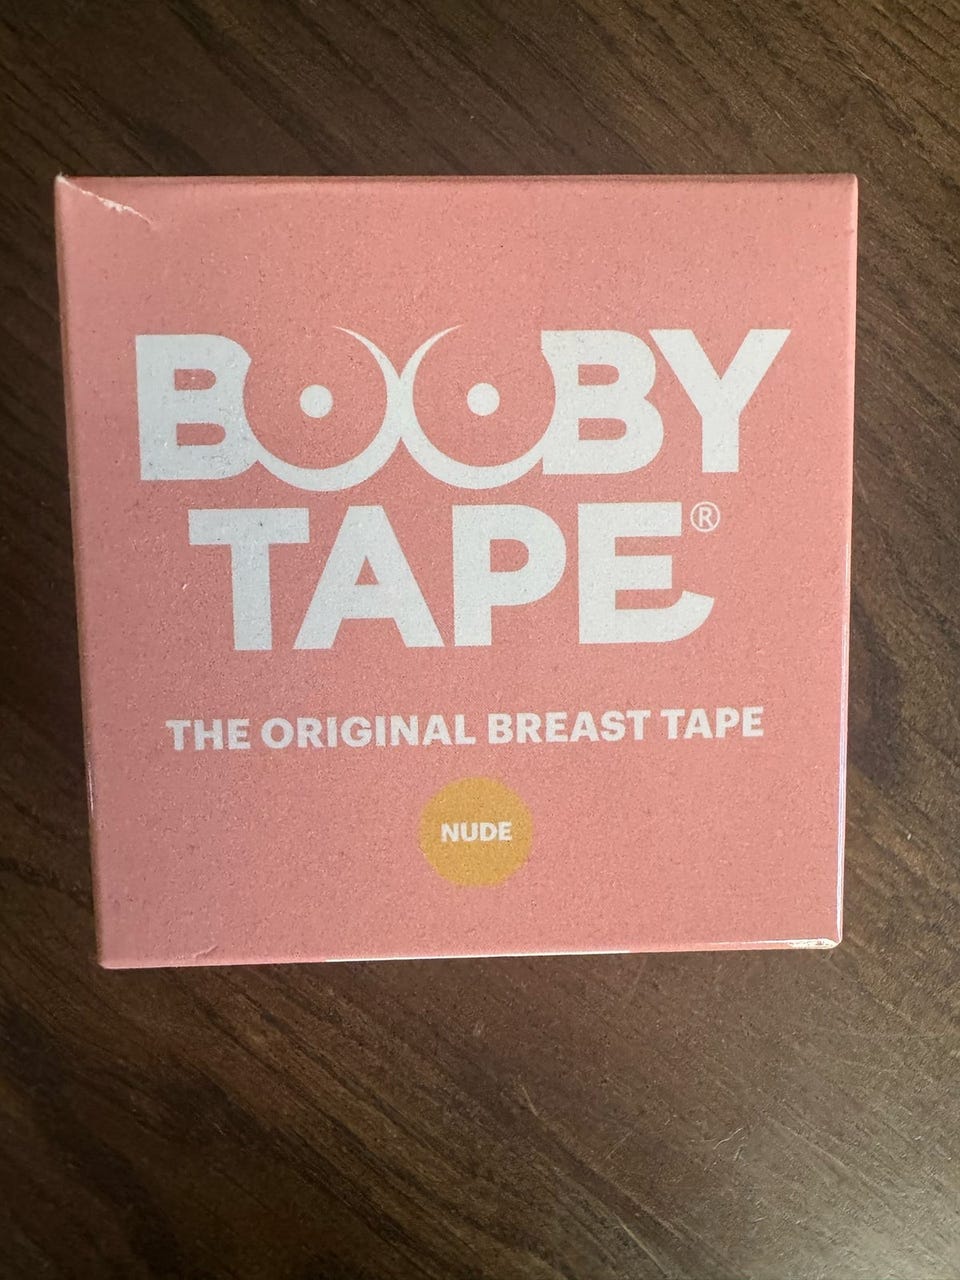 BOOBY
TAPE®
THE ORIGINAL BREAST TAPE
NUDE